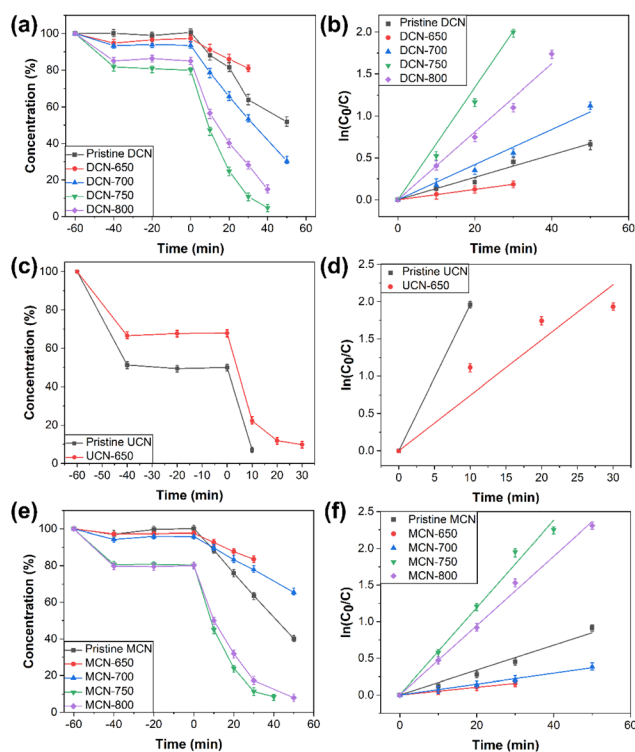 (a)
100
80
60
40
20
0
Concentration (%)
Pristine DCN
DCN-650
DCN-700
DCN-750
DCN-800
-60 -40 -20 0 20 40 60
Time (min)
(b)
2.0
1.5
1.0
0.5
0.0
ln(C0/C)
Pristine DCN
DCN-650
DCN-700
DCN-750
DCN-800
0 20 40 60
Time (min)
(c)
100
80
60
40
20
0
Concentration (%)
Pristine UCN
UCN-650
-60 -50 -40 -30 -20 -10 0 10 20 30
Time (min)
(d)
2.5
2.0
1.5
1.0
0.5
0.0
ln(C0/C)
Pristine UCN
UCN-650
0 5 10 15 20 25 30
Time (min)
(e)
100
80
60
40
20
0
Concentration (%)
Pristine MCN
MCN-650
MCN-700
MCN-750
MCN-800
-60 -40 -20 0 20 40 60
Time (min)
(f)
2.5
2.0
1.5
1.0
0.5
0.0
ln(C0/C)
Pristine MCN
MCN-650
MCN-700
MCN-750
MCN-800
0 20 40 60
Time (min)